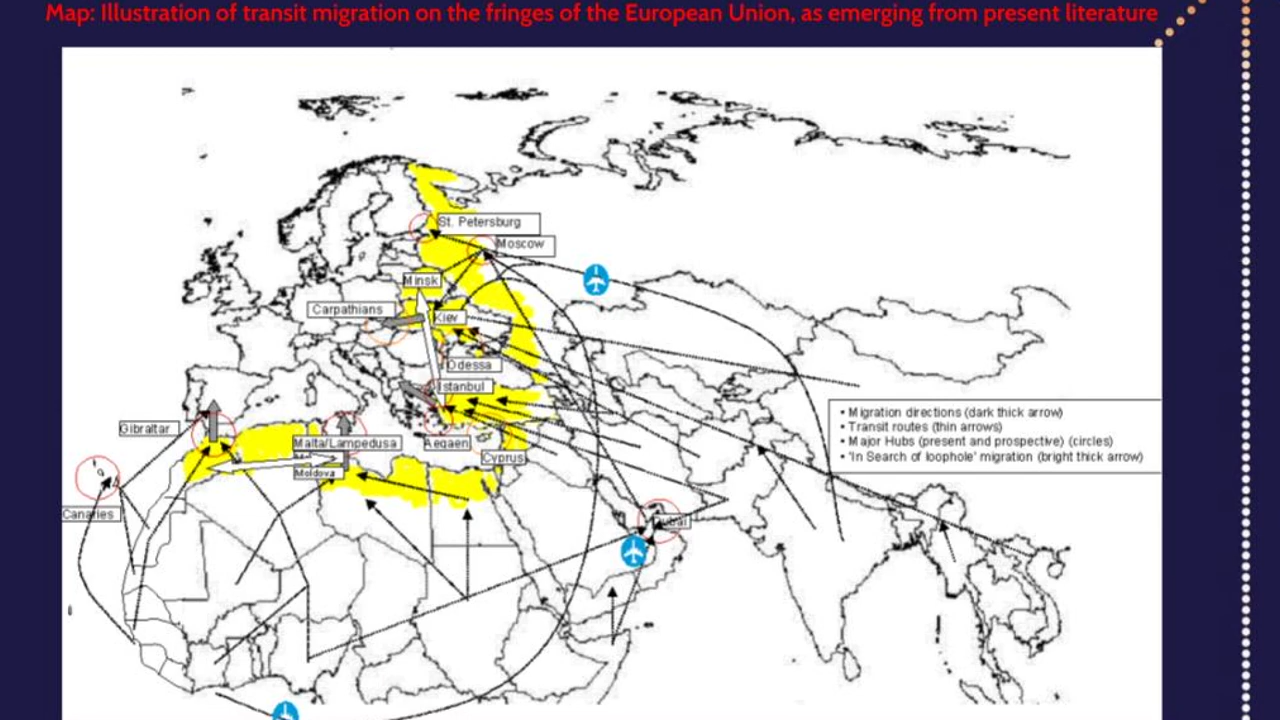 Map: Illustration of transit migration on the fringes of the European Union, as emerging from present literature
St. Petersburg
Moscow
Minsk
Carpathians
Kiev
Odessa
Istanbul
• Migration directions (dark thick arrow)
• Transit routes (thin arrows)
• Major Hubs (present and prospective) (circles)
• 'In Search of loophole' migration (bright thick arrow)
Gibraltar
Malta/Lampedusa
Aegaen
Cyprus
Moldova
Canaries
Dubai